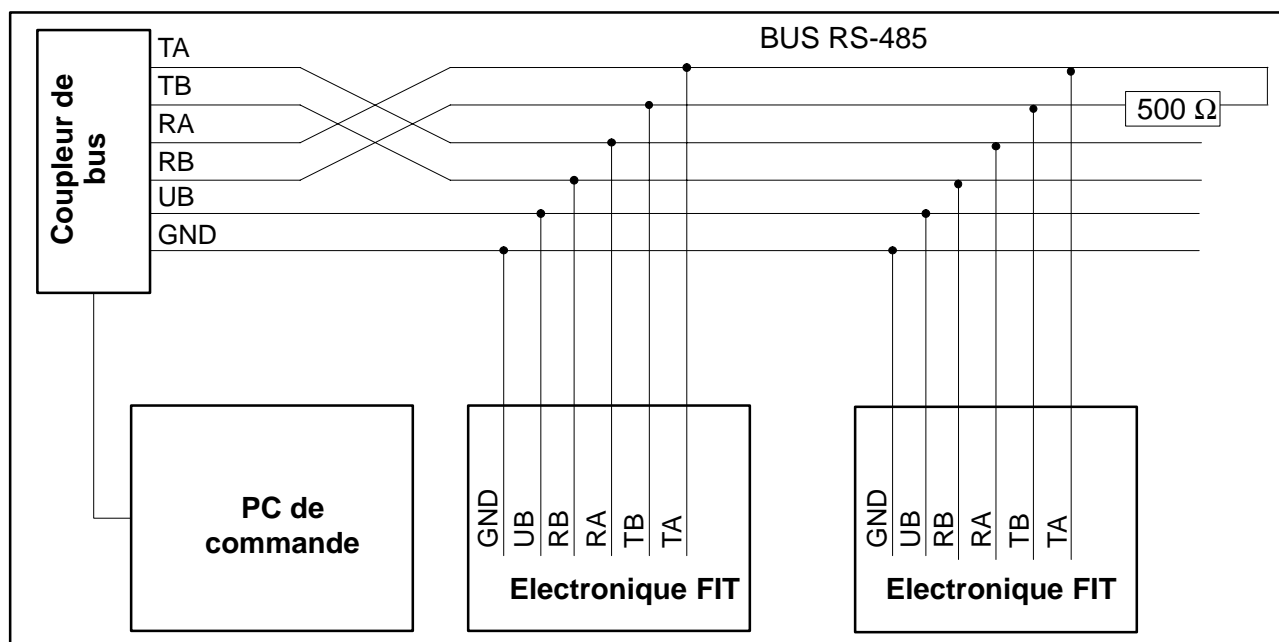 BUS RS-485
Coupleur de
bus
TA
TB
RA
RB
UB
GND
500 Ω
PC de
commande
GND
UB
RB
RA
TB
TA
Electronique FIT
GND
UB
RB
RA
TB
TA
Electronique FIT